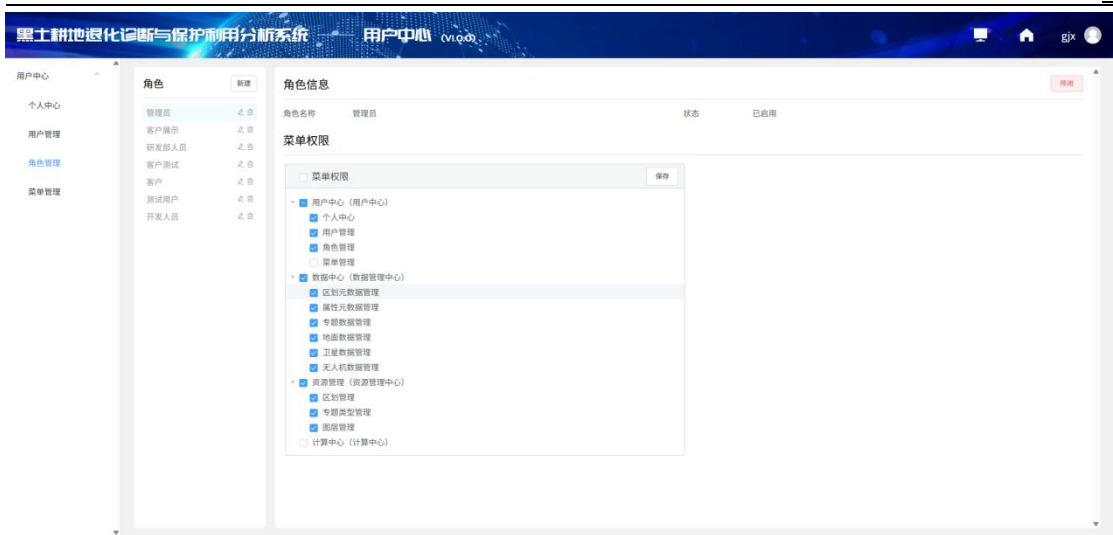 黑土耕地退化诊断与保护利用分析系统 — 用户中心 (V1.0.0)
gjx
用户中心
个人中心
用户管理
角色管理
菜单管理
角色
新建
管理员
客户展示
研发部人员
客户测试
客户
测试用户
开发人员
角色信息
停用
角色名称 管理员 状态 已启用
菜单权限
菜单权限
保存
用户中心（用户中心）
个人中心
用户管理
角色管理
菜单管理
数据中心（数据管理中心）
区划元数据管理
属性元数据管理
专题数据管理
地面数据管理
卫星数据管理
无人机数据管理
资源管理（资源管理中心）
区划管理
专题类型管理
图层管理
计算中心（计算中心）